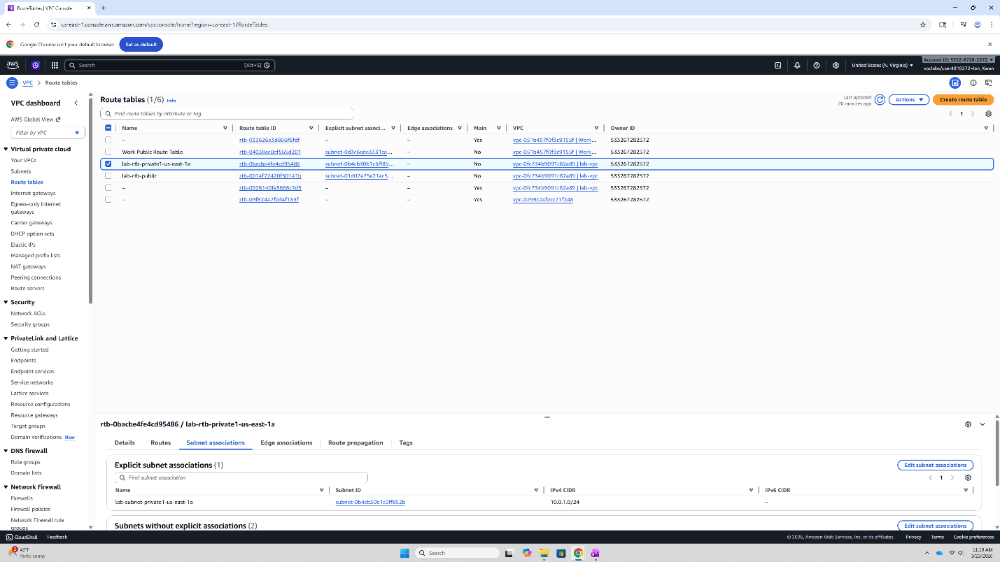 RouteTables | VPC Console
us-east-1.console.aws.amazon.com/vpcconsole/home?region=us-east-1#RouteTables:
Google Chrome isn't your default browser Set as default
aws Search [Alt+S] United States (N. Virginia) Account ID: 5332-6728-2572
voclabs/user4919272=Ian_Kwan
VPC Route tables
VPC dashboard
AWS Global View
Filter by VPC
Virtual private cloud
Your VPCs
Subnets
Route tables
Internet gateways
Egress-only internet
gateways
Carrier gateways
DHCP option sets
Elastic IPs
Managed prefix lists
NAT gateways
Peering connections
Route servers
Security
Network ACLs
Security groups
PrivateLink and Lattice
Getting started
Endpoints
Endpoint services
Service networks
Lattice services
Resource configurations
Resource gateways
Target groups
Domain verifications New
DNS firewall
Rule groups
Domain lists
Network Firewall
Firewalls
Firewall policies
Network Firewall rule
groups
Route tables (1/6) Info
Last updated
20 minutes ago
Actions
Create route table
Find route tables by attribute or tag
1
Name Route table ID Explicit subnet associ... Edge associations Main VPC Owner ID
– rtb-033626e3d866f6fdf – – Yes vpc-051b457f0f3c9155f | Work... 533267282572
Work Public Route Table rtb-04038ec0ef565d201 subnet-0d3c6ade3331ca... – No vpc-051b457f0f3c9155f | Work... 533267282572
lab-rtb-private1-us-east-1a rtb-0bacbe4fe4cd95486 subnet-0b4cb30b1c5ff85... – No vpc-0fc734b9091c82a89 | lab-vpc 533267282572
lab-rtb-public rtb-0014f72420f50141b subnet-01d07a75e21ac5... – No vpc-0fc734b9091c82a89 | lab-vpc 533267282572
– rtb-0926140fe5666c7d5 – – Yes vpc-0fc734b9091c82a89 | lab-vpc 533267282572
– rtb-09f82447fed4f183f – – Yes vpc-0299c24fecc71f248 533267282572
rtb-0bacbe4fe4cd95486 / lab-rtb-private1-us-east-1a
Details Routes Subnet associations Edge associations Route propagation Tags
Explicit subnet associations (1) Edit subnet associations
Find subnet association
1
Name Subnet ID IPv4 CIDR IPv6 CIDR
lab-subnet-private1-us-east-1a subnet-0b4cb30b1c5ff852b 10.0.1.0/24 –
Subnets without explicit associations (2) Edit subnet associations
CloudShell Feedback © 2026, Amazon Web Services, Inc. or its affiliates. Privacy Terms Cookie preferences
2
43°F
Partly sunny
Search
11:10 AM
3/23/2026